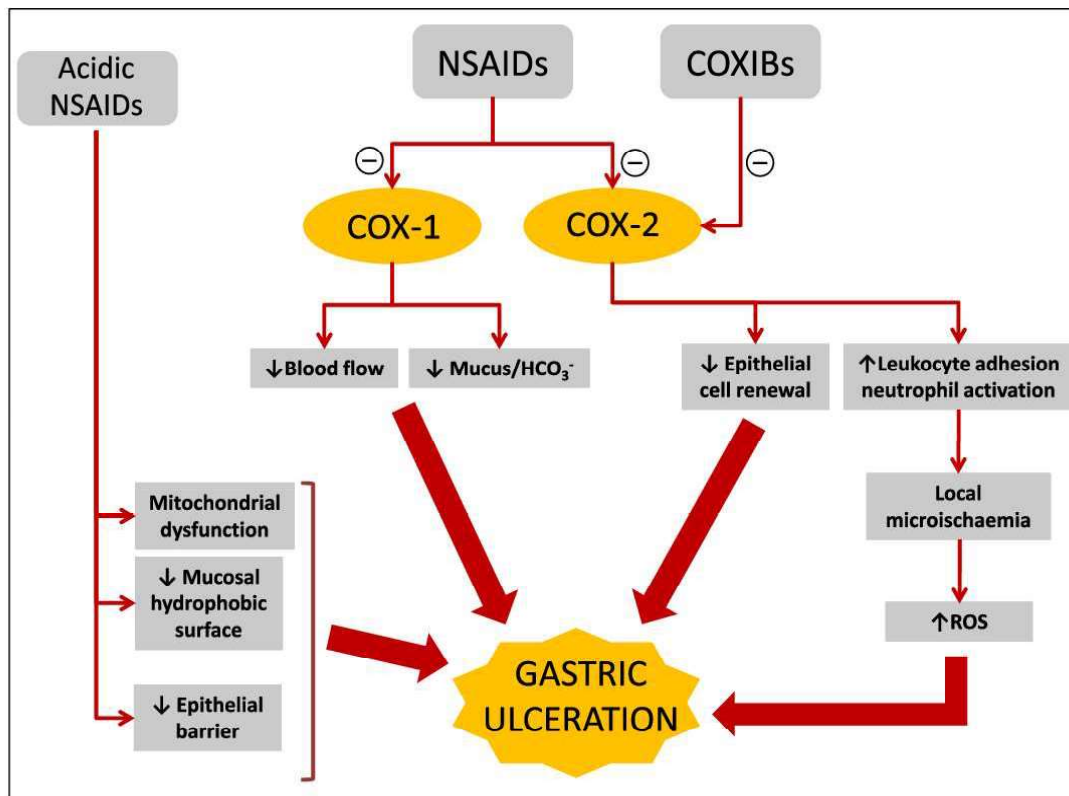 Acidic
NSAIDs
NSAIDs
COXIBs
−
−
−
COX-1
COX-2
↓Blood flow
↓ Mucus/HCO₃⁻
↓ Epithelial
cell renewal
↑Leukocyte adhesion
neutrophil activation
Mitochondrial
dysfunction
↓ Mucosal
hydrophobic
surface
↓ Epithelial
barrier
Local
microischaemia
↑ROS
GASTRIC
ULCERATION